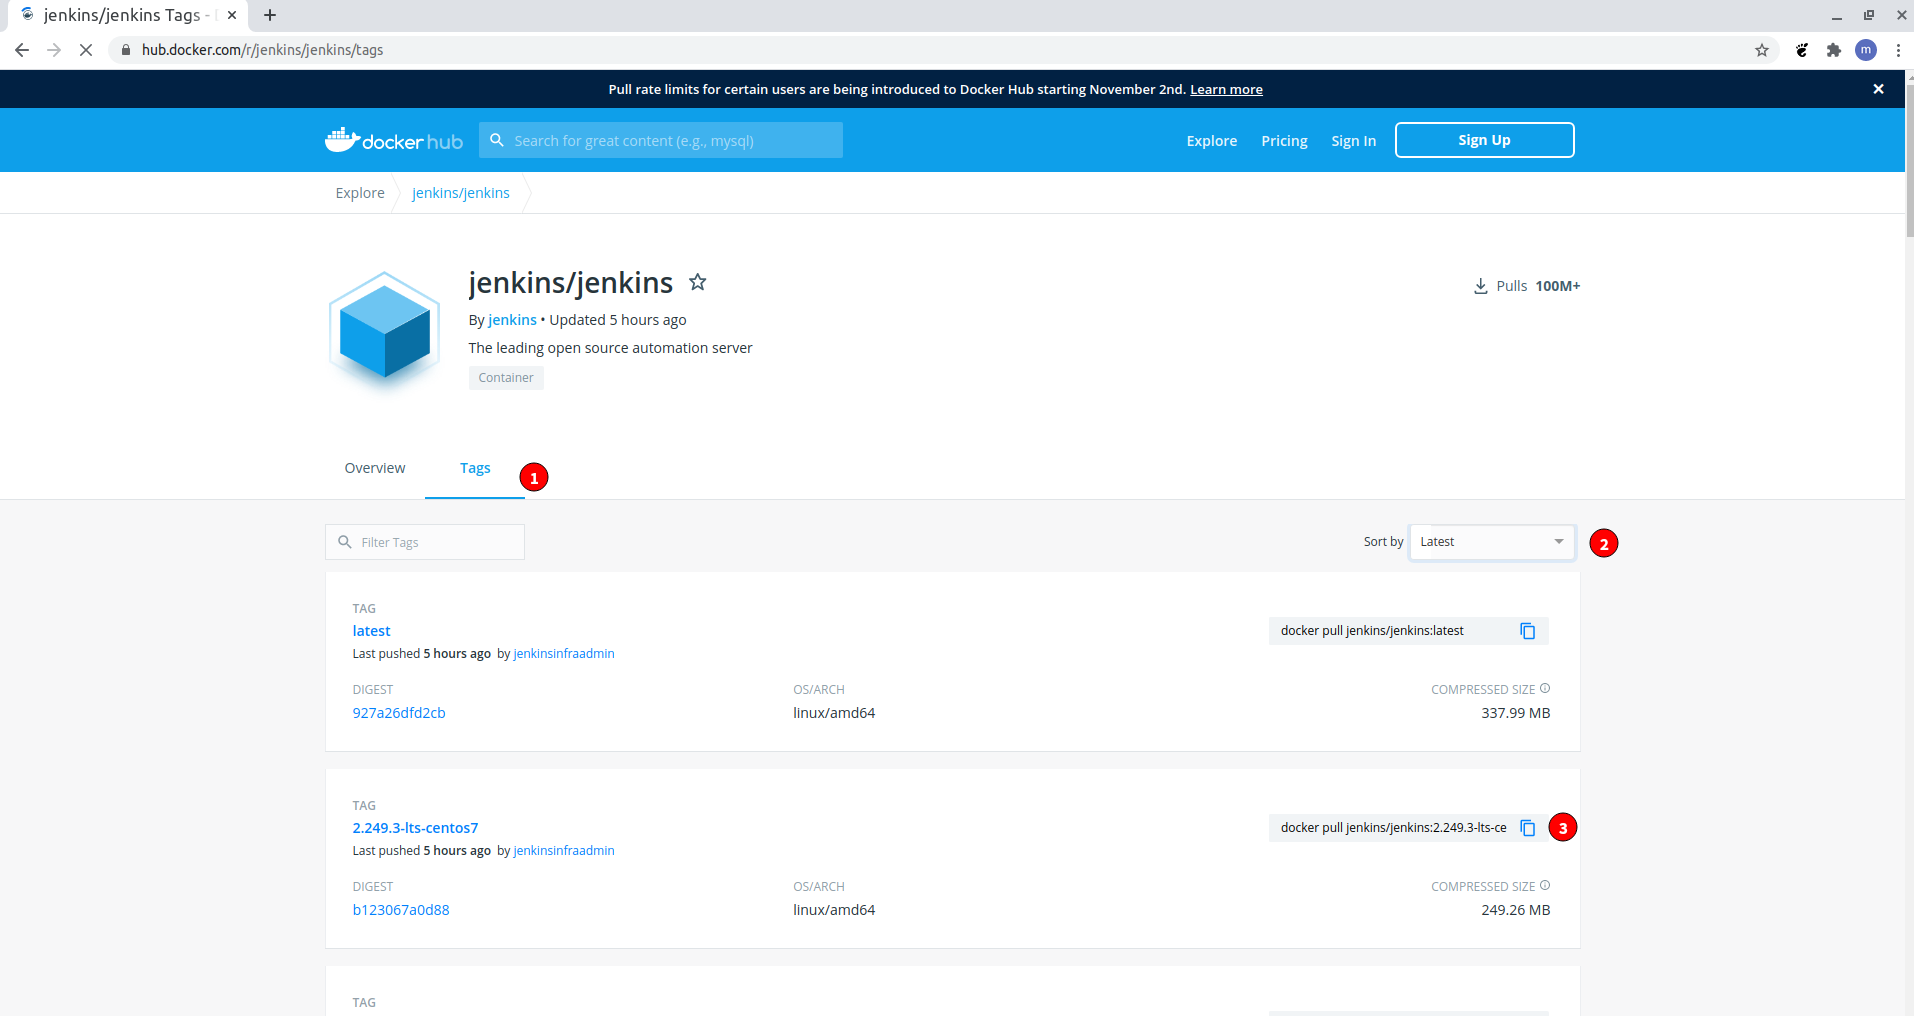 jenkins/jenkins Tags -
hub.docker.com/r/jenkins/jenkins/tags
m
Pull rate limits for certain users are being introduced to Docker Hub starting November 2nd. Learn more
docker hub
Search for great content (e.g., mysql)
Explore
Pricing
Sign In
Sign Up
Explore
jenkins/jenkins
jenkins/jenkins
Pulls 100M+
By jenkins • Updated 5 hours ago
The leading open source automation server
Container
Overview
Tags
1
Filter Tags
Sort by
Latest
2
TAG
latest
docker pull jenkins/jenkins:latest
Last pushed 5 hours ago by jenkinsinfraadmin
DIGEST
OS/ARCH
COMPRESSED SIZE
927a26dfd2cb
linux/amd64
337.99 MB
TAG
2.249.3-lts-centos7
docker pull jenkins/jenkins:2.249.3-lts-ce
3
Last pushed 5 hours ago by jenkinsinfraadmin
DIGEST
OS/ARCH
COMPRESSED SIZE
b123067a0d88
linux/amd64
249.26 MB
TAG